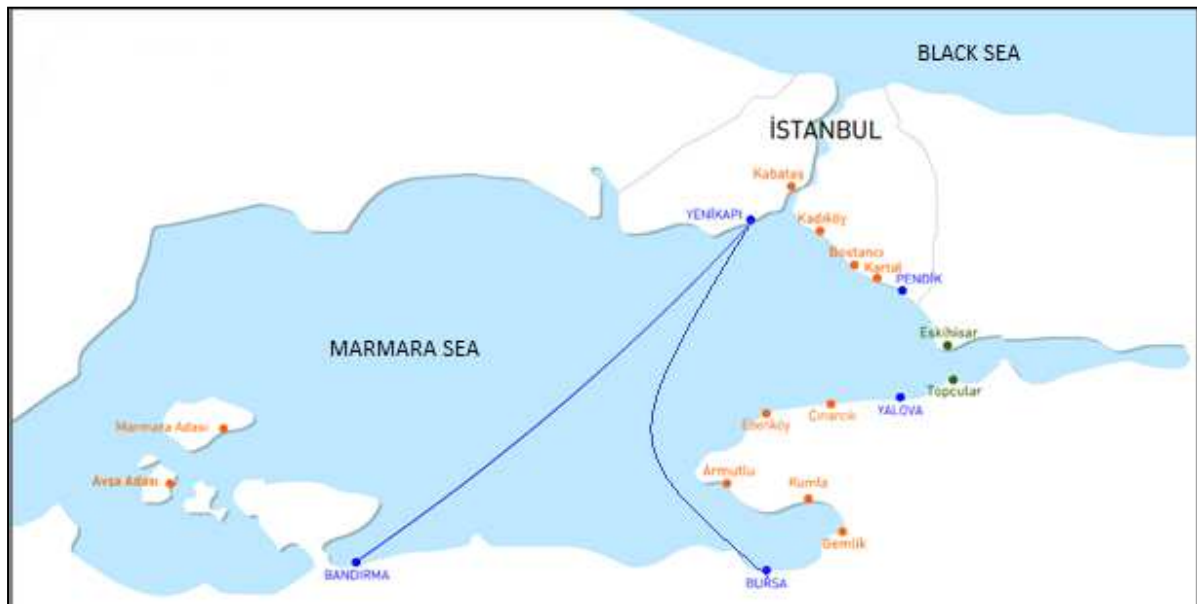 BLACK SEA
İSTANBUL
Kabataş
YENİKAPI
Kadıköy
Bostancı
Kartal
PENDİK
Eskihisar
MARMARA SEA
Topcular
YALOVA
Çınarcık
Esenköy
Marmara Adası
Armutlu
Avşa Adası
Kumla
Gemlik
BANDIRMA
BURSA